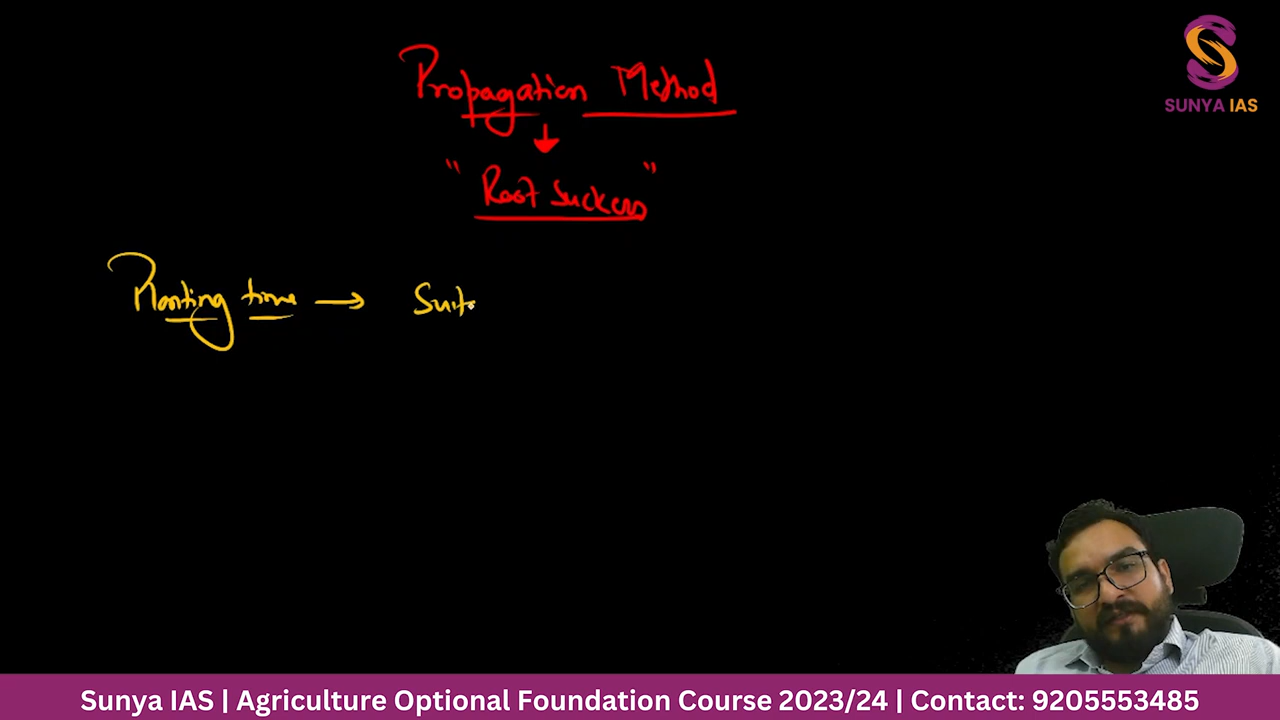 Propagation Method
SUNYA IAS
" Root Suckers "
Planting time → Suit
Sunya IAS | Agriculture Optional Foundation Course 2023/24 | Contact: 9205553485